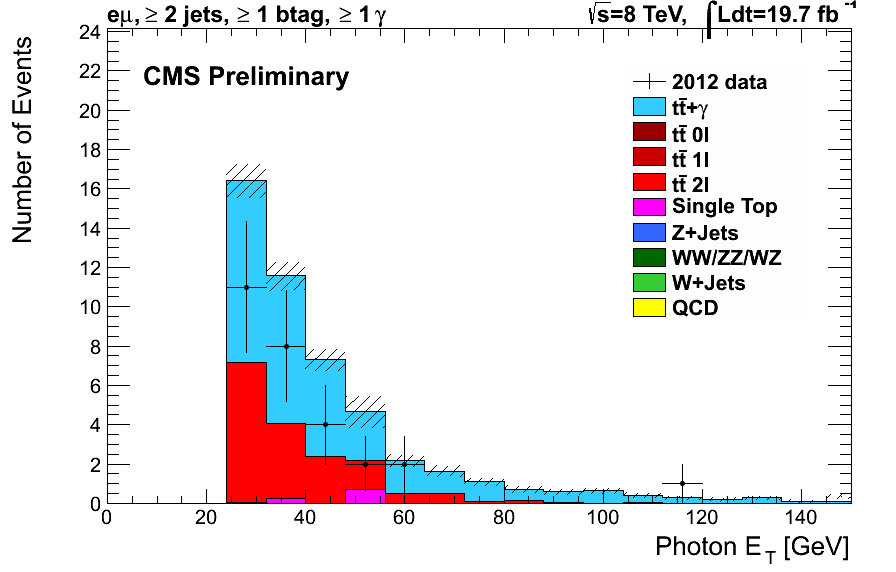 eμ, ≥ 2 jets, ≥ 1 btag, ≥ 1 γ
√s=8 TeV, ∫Ldt=19.7 fb⁻¹
CMS Preliminary
2012 data
tt̄+γ
tt̄ 0l
tt̄ 1l
tt̄ 2l
Single Top
Z+Jets
WW/ZZ/WZ
W+Jets
QCD
Number of Events
24
22
20
18
16
14
12
10
8
6
4
2
0
0 20 40 60 80 100 120 140
Photon E_T [GeV]